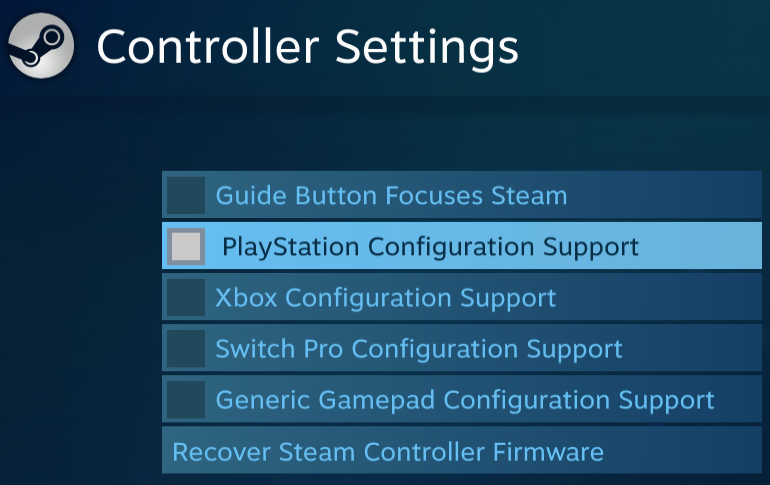 Controller Settings
Guide Button Focuses Steam
PlayStation Configuration Support
Xbox Configuration Support
Switch Pro Configuration Support
Generic Gamepad Configuration Support
Recover Steam Controller Firmware